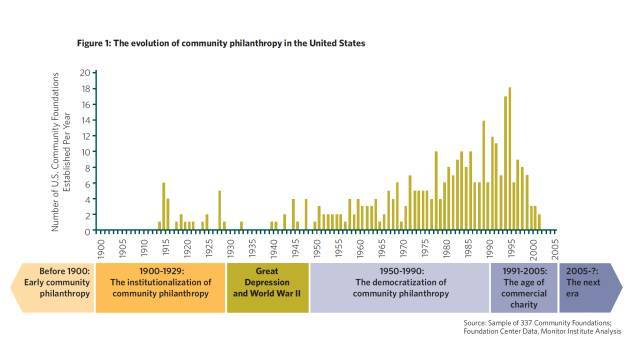 Figure 1: The evolution of community philanthropy in the United States
Number of U.S. Community Foundations
Established Per Year
20
18
16
14
12
10
8
6
4
2
0
1900
1905
1910
1915
1920
1925
1930
1935
1940
1945
1950
1955
1960
1965
1970
1975
1980
1985
1990
1995
2000
2005
Before 1900:
Early community
philanthropy
1900-1929:
The institutionalization of
community philanthropy
Great
Depression
and World War II
1950-1990:
The democratization of
community philanthropy
1991-2005:
The age of
commercial
charity
2005-?:
The next
era
Source: Sample of 337 Community Foundations;
Foundation Center Data, Monitor Institute Analysis